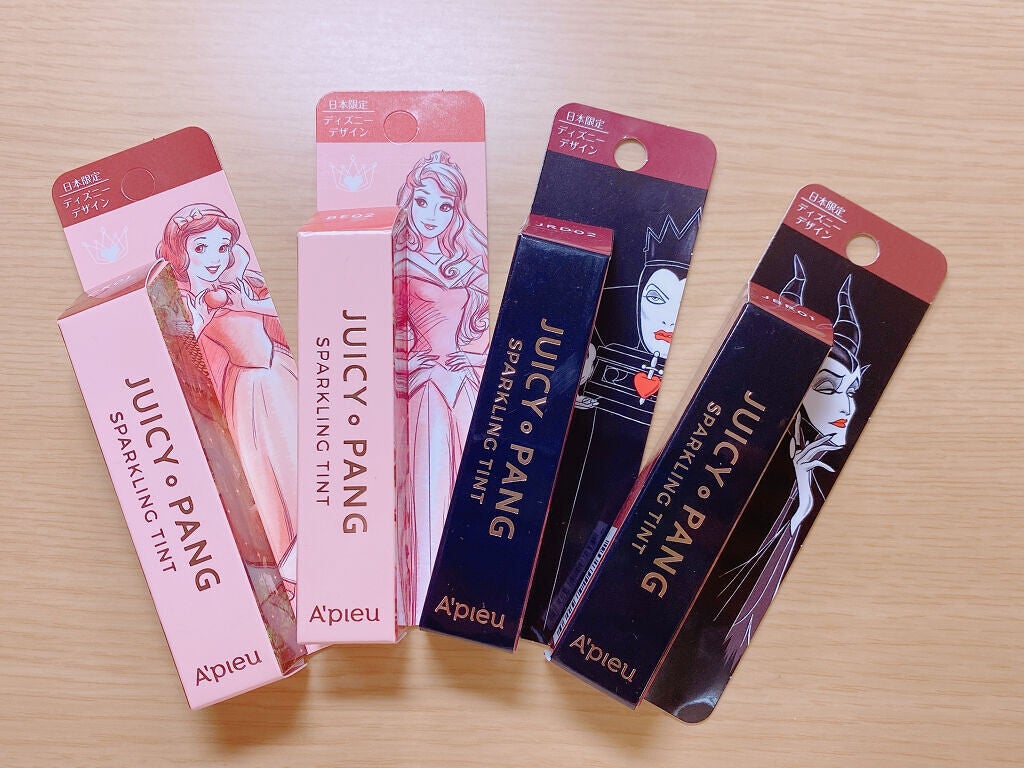 日本限定
ディズニー
デザイン
JUICY PANG
SPARKLING TINT
A'PIEU
日本限定
ディズニー
デザイン
BE02
JUICY PANG
SPARKLING TINT
A'PIEU
日本限定
ディズニー
デザイン
JRD02
JUICY PANG
SPARKLING TINT
A'PIEU
日本限定
ディズニー
デザイン
JUICY PANG
SPARKLING TINT
A'PIEU